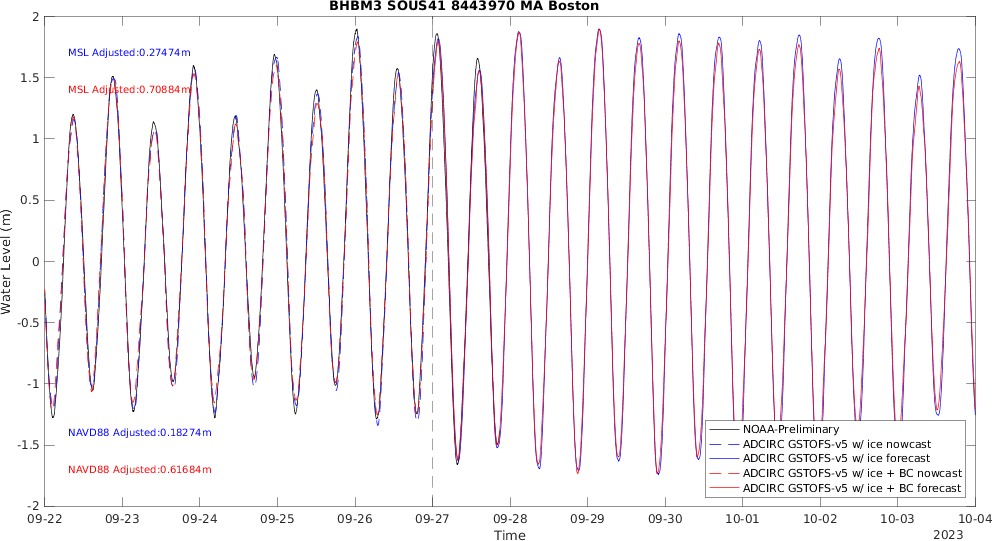 BHBM3 SOUS41 8443970 MA Boston
2
1.5
1
0.5
0
-0.5
-1
-1.5
-2
Water Level (m)
MSL Adjusted:0.27474m
MSL Adjusted:0.70884m
NAVD88 Adjusted:0.18274m
NAVD88 Adjusted:0.61684m
NOAA-Preliminary
ADCIRC GSTOFS-v5 w/ ice nowcast
ADCIRC GSTOFS-v5 w/ ice forecast
ADCIRC GSTOFS-v5 w/ ice + BC nowcast
ADCIRC GSTOFS-v5 w/ ice + BC forecast
09-22 09-23 09-24 09-25 09-26 09-27 09-28 09-29 09-30 10-01 10-02 10-03 10-04
Time
2023